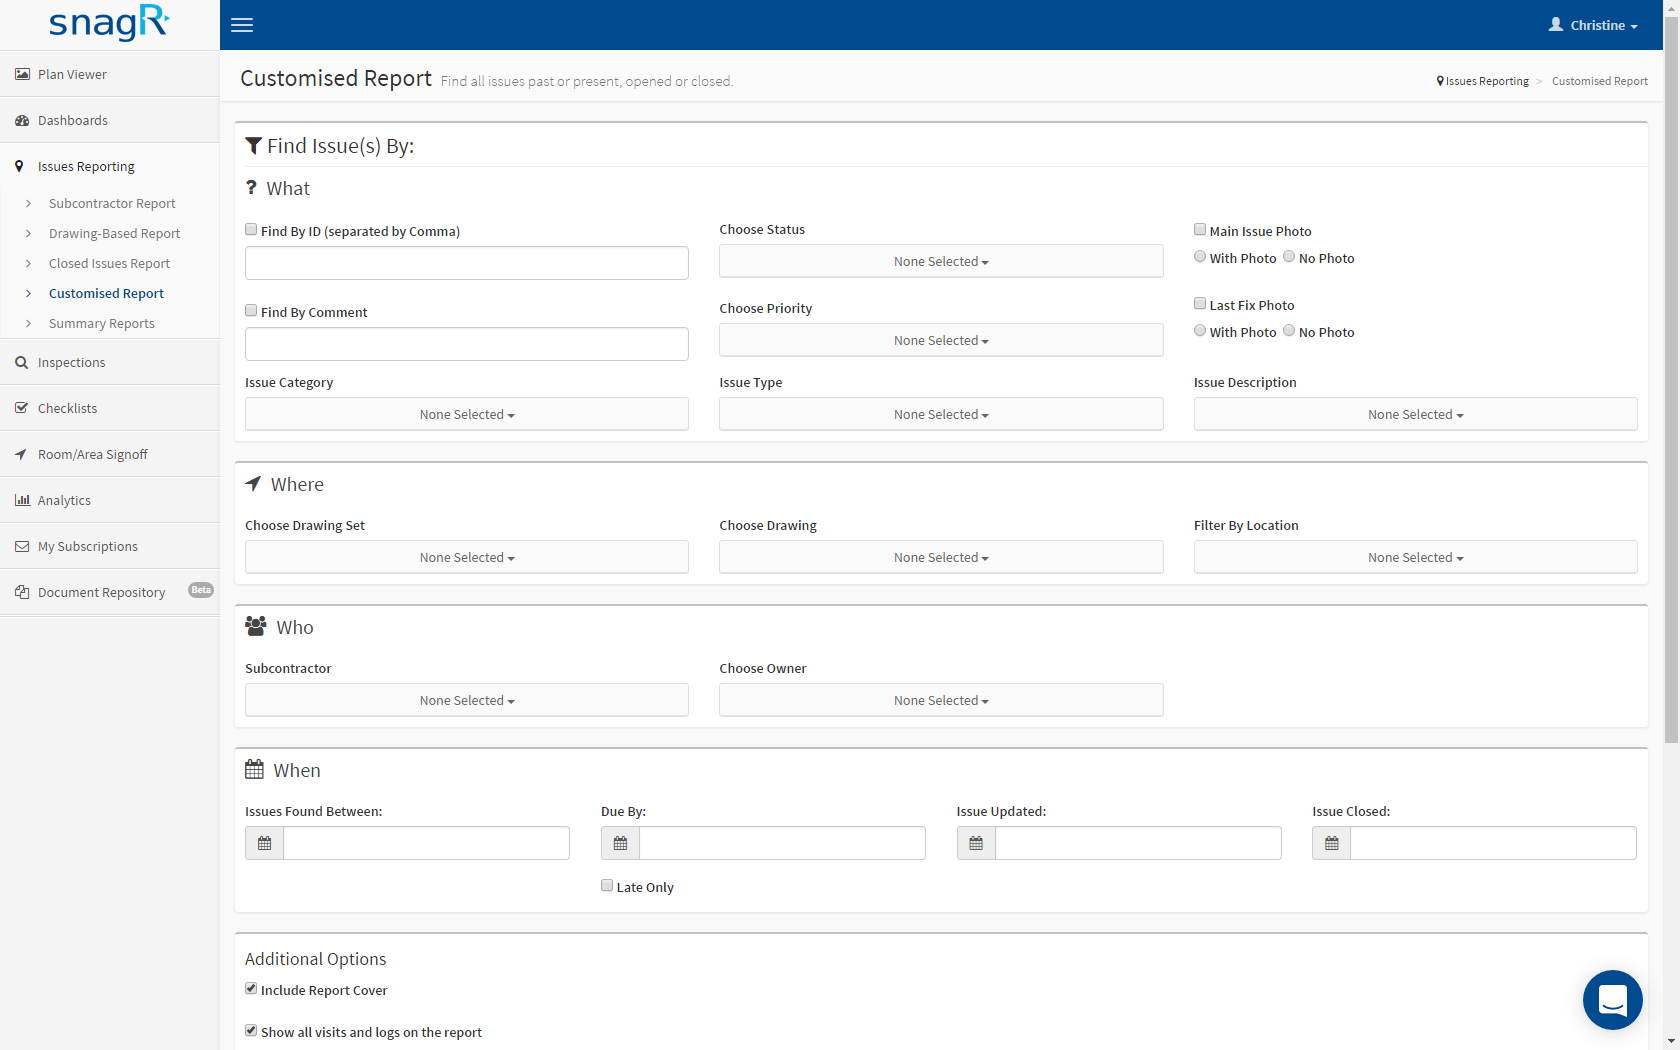 snagR
Christine
Plan Viewer
Dashboards
Issues Reporting
Subcontractor Report
Drawing-Based Report
Closed Issues Report
Customised Report
Summary Reports
Inspections
Checklists
Room/Area Signoff
Analytics
My Subscriptions
Document Repository Beta
Customised Report Find all issues past or present, opened or closed.
Issues Reporting > Customised Report
Find Issue(s) By:
? What
Find By ID (separated by Comma)
Choose Status
None Selected
Main Issue Photo
With Photo No Photo
Find By Comment
Choose Priority
None Selected
Last Fix Photo
With Photo No Photo
Issue Category
None Selected
Issue Type
None Selected
Issue Description
None Selected
Where
Choose Drawing Set
None Selected
Choose Drawing
None Selected
Filter By Location
None Selected
Who
Subcontractor
None Selected
Choose Owner
None Selected
When
Issues Found Between:
Due By:
Late Only
Issue Updated:
Issue Closed:
Additional Options
Include Report Cover
Show all visits and logs on the report